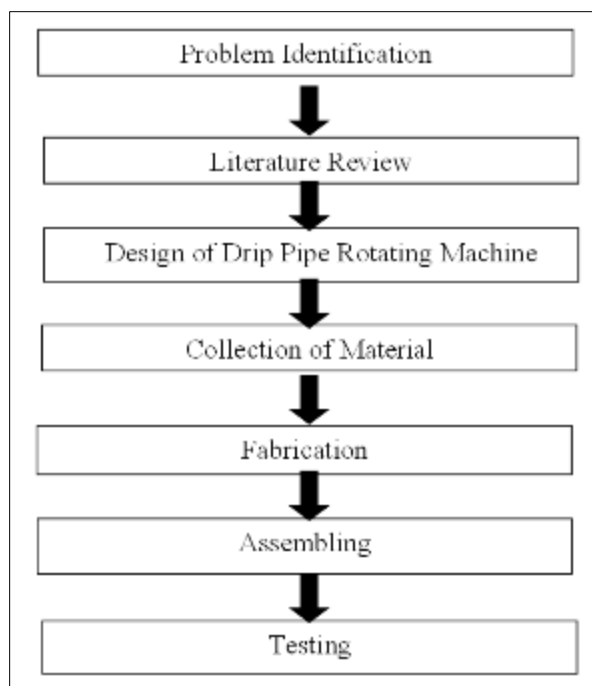 Problem Identification
Literature Review
Design of Drip Pipe Rotating Machine
Collection of Material
Fabrication
Assembling
Testing